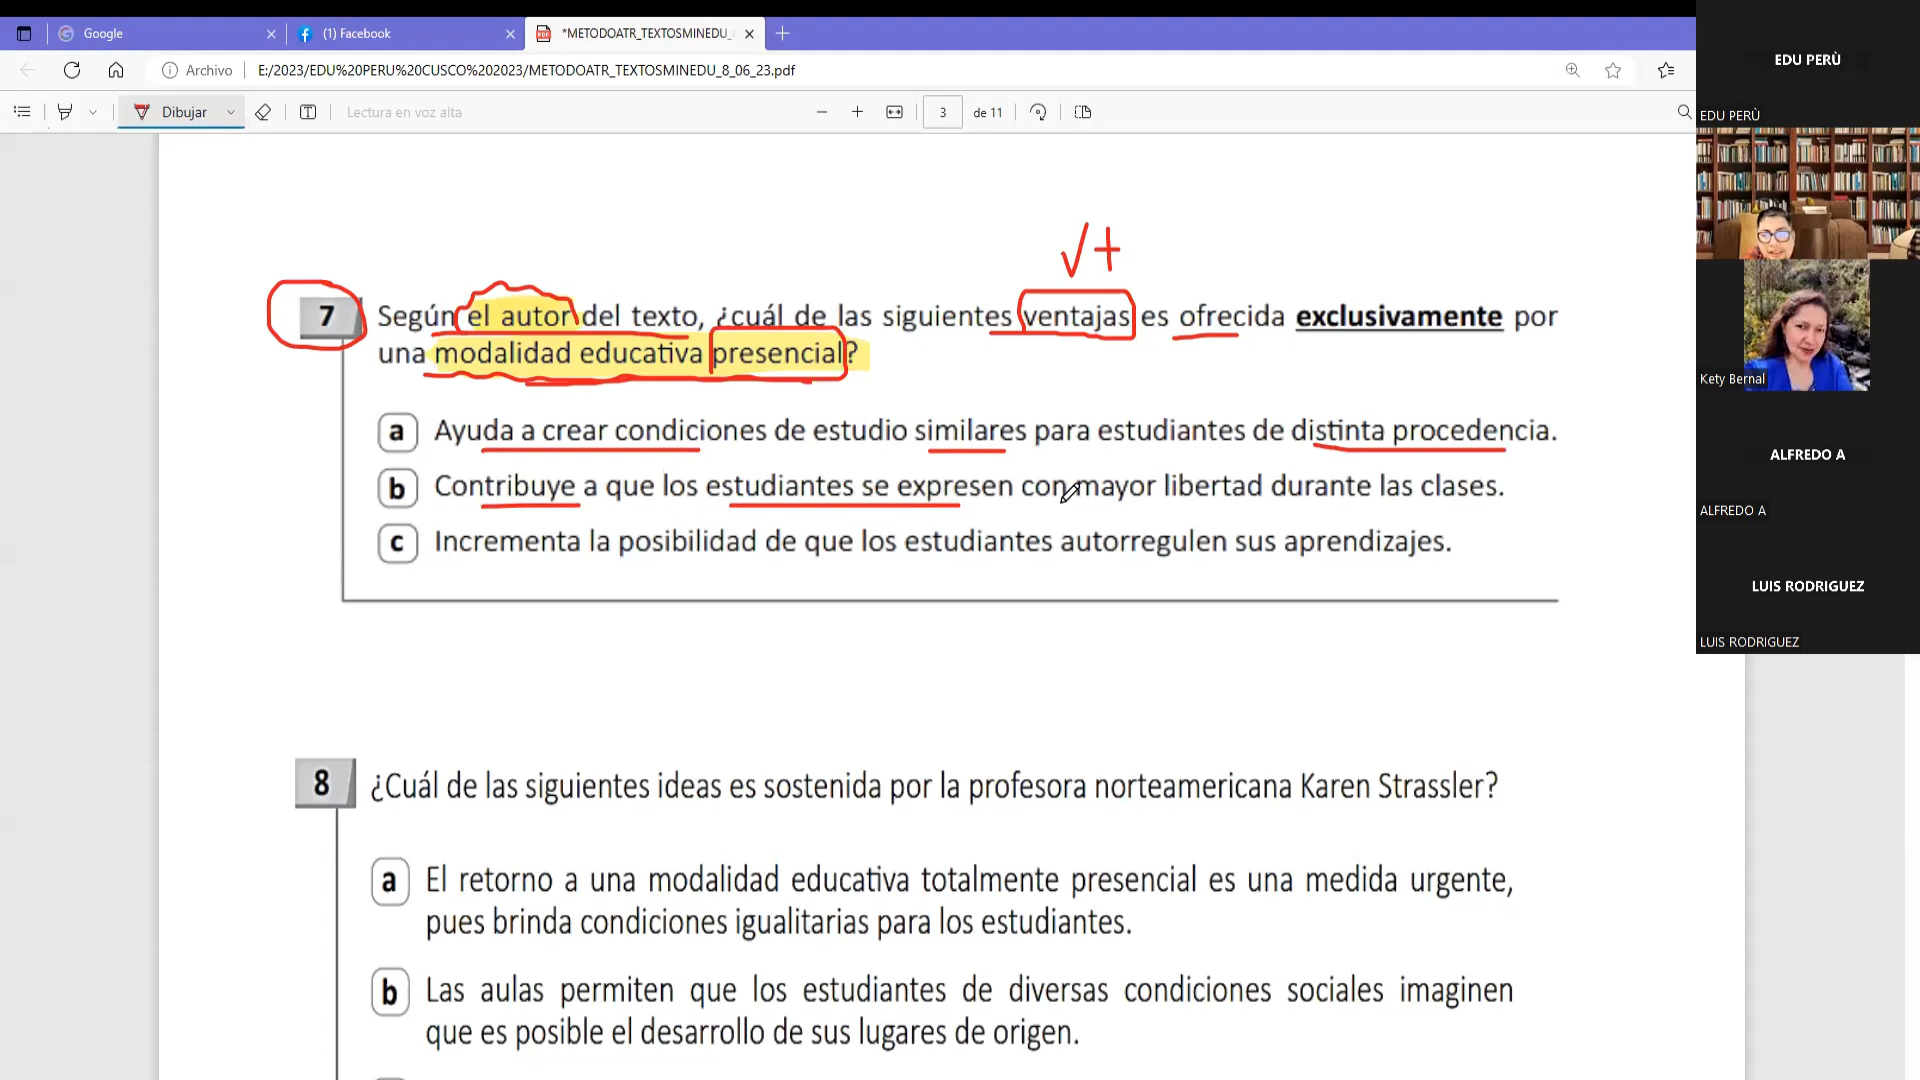 Google
(1) Facebook
*METODOATR_TEXTOSMINEDU_
Archivo
E:/2023/EDU%20PERU%20CUSCO%202023/METODOATR_TEXTOSMINEDU_8_06_23.pdf
Dibujar
Lectura en voz alta
3
de 11
EDU PERÙ
EDU PERÙ
Kety Bernal
ALFREDO A
ALFREDO A
LUIS RODRIGUEZ
LUIS RODRIGUEZ
√+
7 Según el autor del texto, ¿cuál de las siguientes ventajas es ofrecida exclusivamente por
una modalidad educativa presencial?
a Ayuda a crear condiciones de estudio similares para estudiantes de distinta procedencia.
b Contribuye a que los estudiantes se expresen con mayor libertad durante las clases.
c Incrementa la posibilidad de que los estudiantes autorregulen sus aprendizajes.
8 ¿Cuál de las siguientes ideas es sostenida por la profesora norteamericana Karen Strassler?
a El retorno a una modalidad educativa totalmente presencial es una medida urgente,
pues brinda condiciones igualitarias para los estudiantes.
b Las aulas permiten que los estudiantes de diversas condiciones sociales imaginen
que es posible el desarrollo de sus lugares de origen.